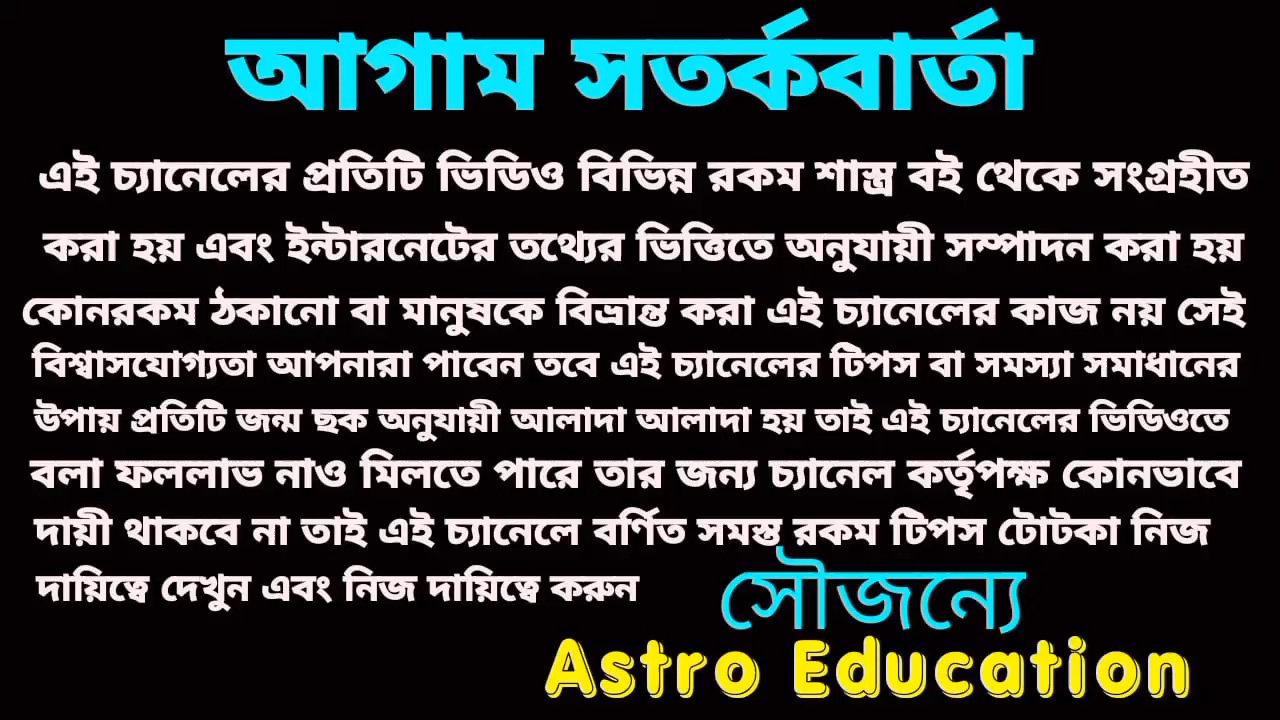 আগাম সতর্কবার্তা
এই চ্যানেলের প্রতিটি ভিডিও বিভিন্ন রকম শাস্ত্র বই থেকে সংগ্রহীত
করা হয় এবং ইন্টারনেটের তথ্যের ভিত্তিতে অনুযায়ী সম্পাদন করা হয়
কোনরকম ঠকানো বা মানুষকে বিভ্রান্ত করা এই চ্যানেলের কাজ নয় সেই
বিশ্বাসযোগ্যতা আপনারা পাবেন তবে এই চ্যানেলের টিপস বা সমস্যা সমাধানের
উপায় প্রতিটি জন্ম ছক অনুযায়ী আলাদা আলাদা হয় তাই এই চ্যানেলের ভিডিওতে
বলা ফললাভ নাও মিলতে পারে তার জন্য চ্যানেল কর্তৃপক্ষ কোনভাবে
দায়ী থাকবে না তাই এই চ্যানেলে বর্ণিত সমস্ত রকম টিপস টোটকা নিজ
দায়িত্বে দেখুন এবং নিজ দায়িত্বে করুন
সৌজন্যে
Astro Education